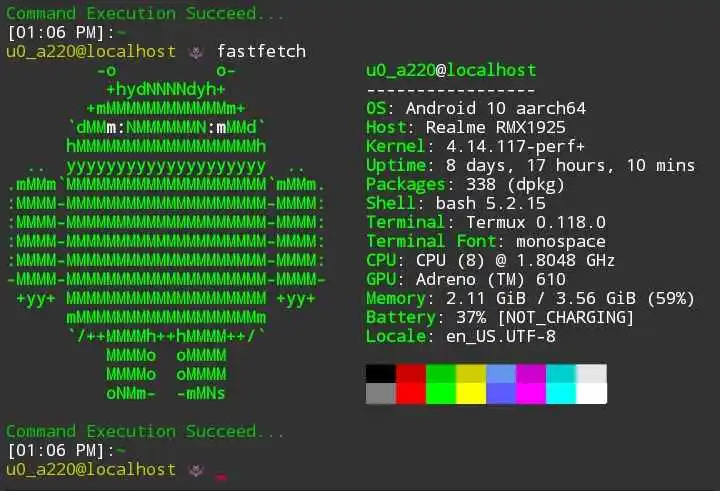 Command Execution Succeed...
[01:06 PM]:~
u0_a220@localhost fastfetch
-o          o-
+hydNNNNdyh+
+mMMMMMMMMMMMMm+
`dMMm:NMMMMMMN:mMMd`
hMMMMMMMMMMMMMMMMMMh
..  yyyyyyyyyyyyyyyyyyyy  ..
.mMMm`MMMMMMMMMMMMMMMMMMMM`mMMm.
:MMMM-MMMMMMMMMMMMMMMMMMMM-MMMM:
:MMMM-MMMMMMMMMMMMMMMMMMMM-MMMM:
:MMMM-MMMMMMMMMMMMMMMMMMMM-MMMM:
:MMMM-MMMMMMMMMMMMMMMMMMMM-MMMM:
-MMMM-MMMMMMMMMMMMMMMMMMMM-MMMM-
+yy+ MMMMMMMMMMMMMMMMMMMM +yy+
mMMMMMMMMMMMMMMMMMMm
`/++MMMMh++hMMMM++/`
MMMMo  oMMMM
MMMMo  oMMMM
oNMm-  -mMNs
u0_a220@localhost
-----------------
OS: Android 10 aarch64
Host: Realme RMX1925
Kernel: 4.14.117-perf+
Uptime: 8 days, 17 hours, 10 mins
Packages: 338 (dpkg)
Shell: bash 5.2.15
Terminal: Termux 0.118.0
Terminal Font: monospace
CPU: CPU (8) @ 1.8048 GHz
GPU: Adreno (TM) 610
Memory: 2.11 GiB / 3.56 GiB (59%)
Battery: 37% [NOT_CHARGING]
Locale: en_US.UTF-8
Command Execution Succeed...
[01:06 PM]:~
u0_a220@localhost